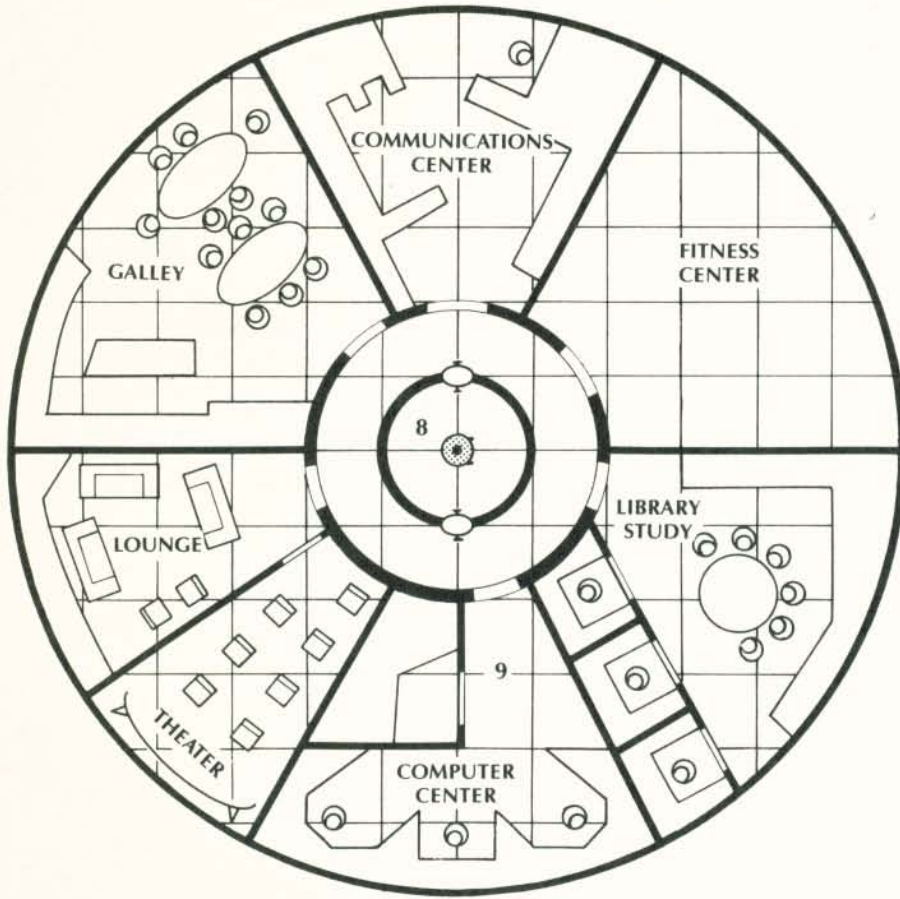 COMMUNICATIONS
CENTER
FITNESS
CENTER
GALLEY
8
LIBRARY
STUDY
LOUNGE
9
THEATER
COMPUTER
CENTER